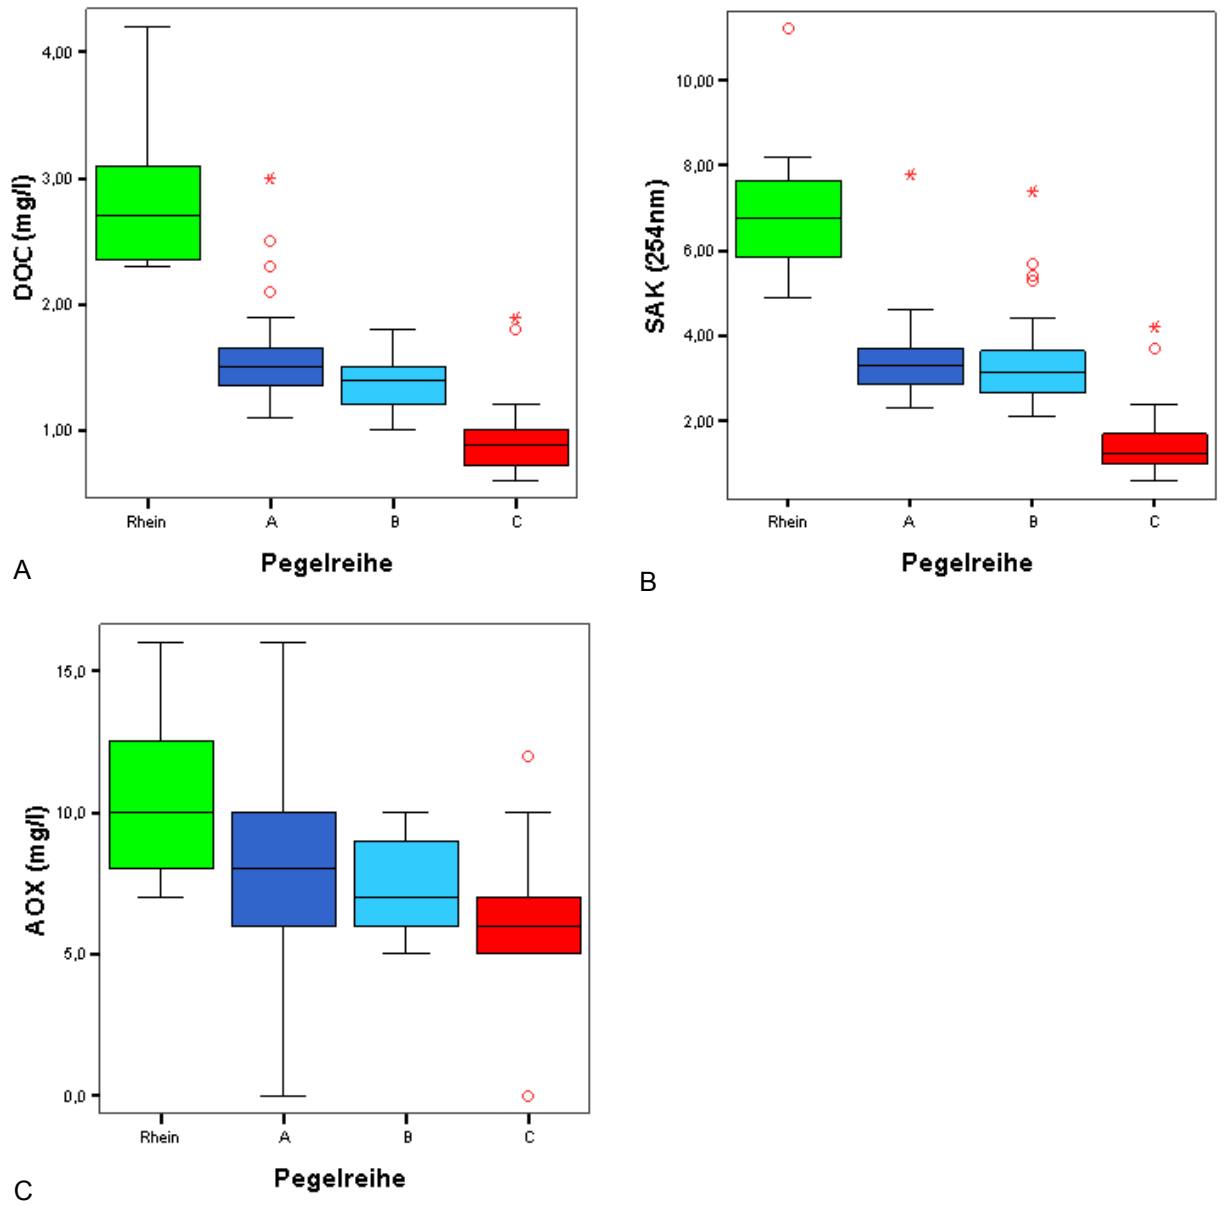 DOC (mg/l)
4,00
3,00
2,00
1,00
Rhein A B C
Pegelreihe
A
SAK (254nm)
10,00
8,00
6,00
4,00
2,00
Rhein A B C
Pegelreihe
B
AOX (mg/l)
15,0
10,0
5,0
0,0
Rhein A B C
Pegelreihe
C